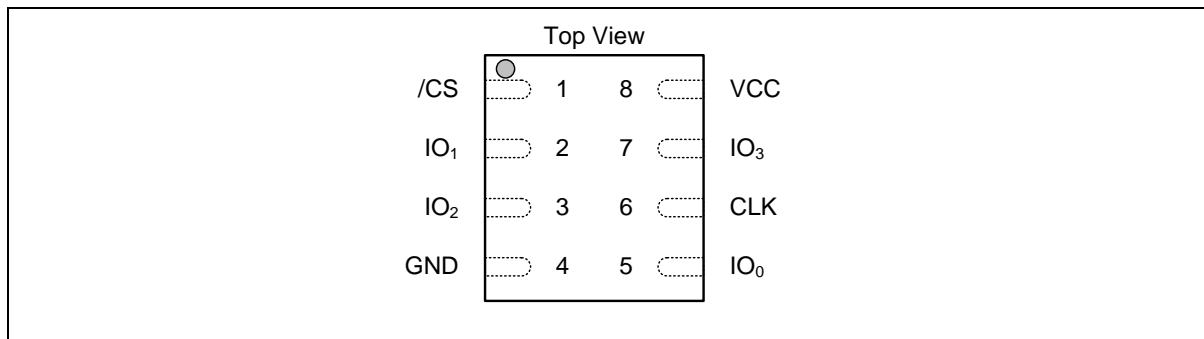 Top View
/CS 1 8 VCC
IO₁ 2 7 IO₃
IO₂ 3 6 CLK
GND 4 5 IO₀